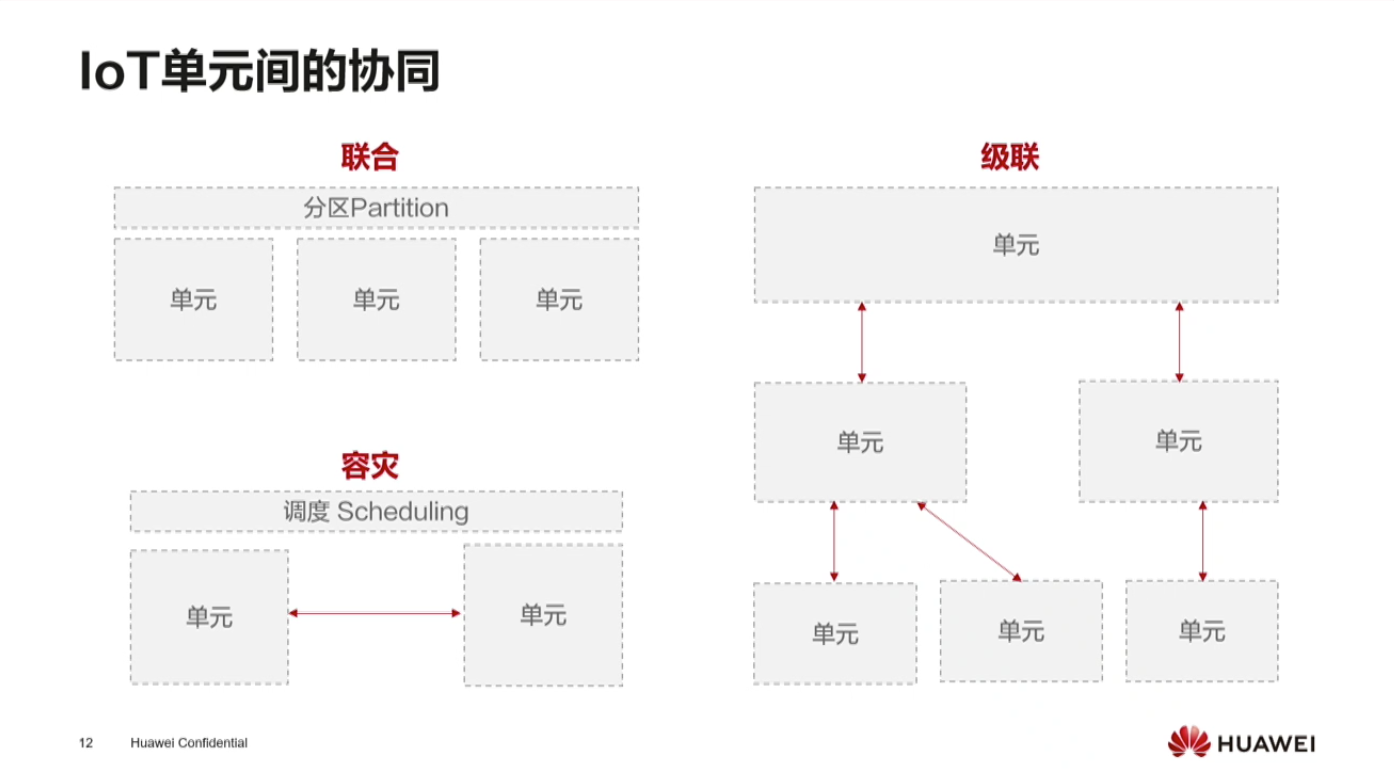 IoT单元间的协同
联合
分区Partition
单元
单元
单元
容灾
调度 Scheduling
单元
单元
级联
单元
单元
单元
单元
单元
单元
12
Huawei Confidential
HUAWEI